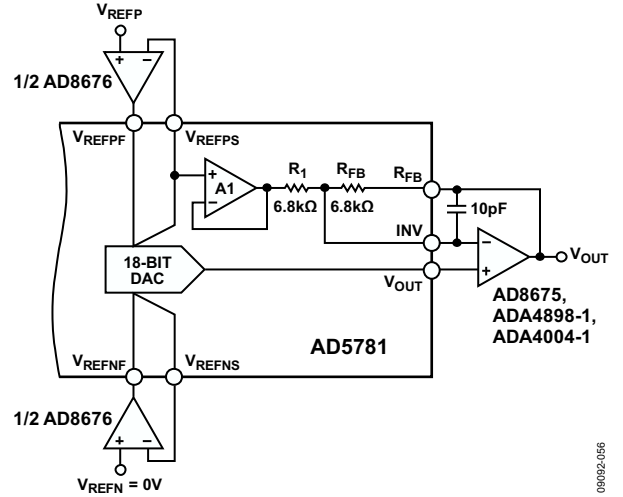 VREFP
+ −
1/2 AD8676
VREFPF
VREFPS
+
A1
−
R1
6.8kΩ
RFB
6.8kΩ
RFB
10pF
INV
−
+
VOUT
18-BIT
DAC
VOUT
AD8675,
ADA4898-1,
ADA4004-1
AD5781
VREFNF
VREFNS
1/2 AD8676
+ −
VREFN = 0V
09092-056